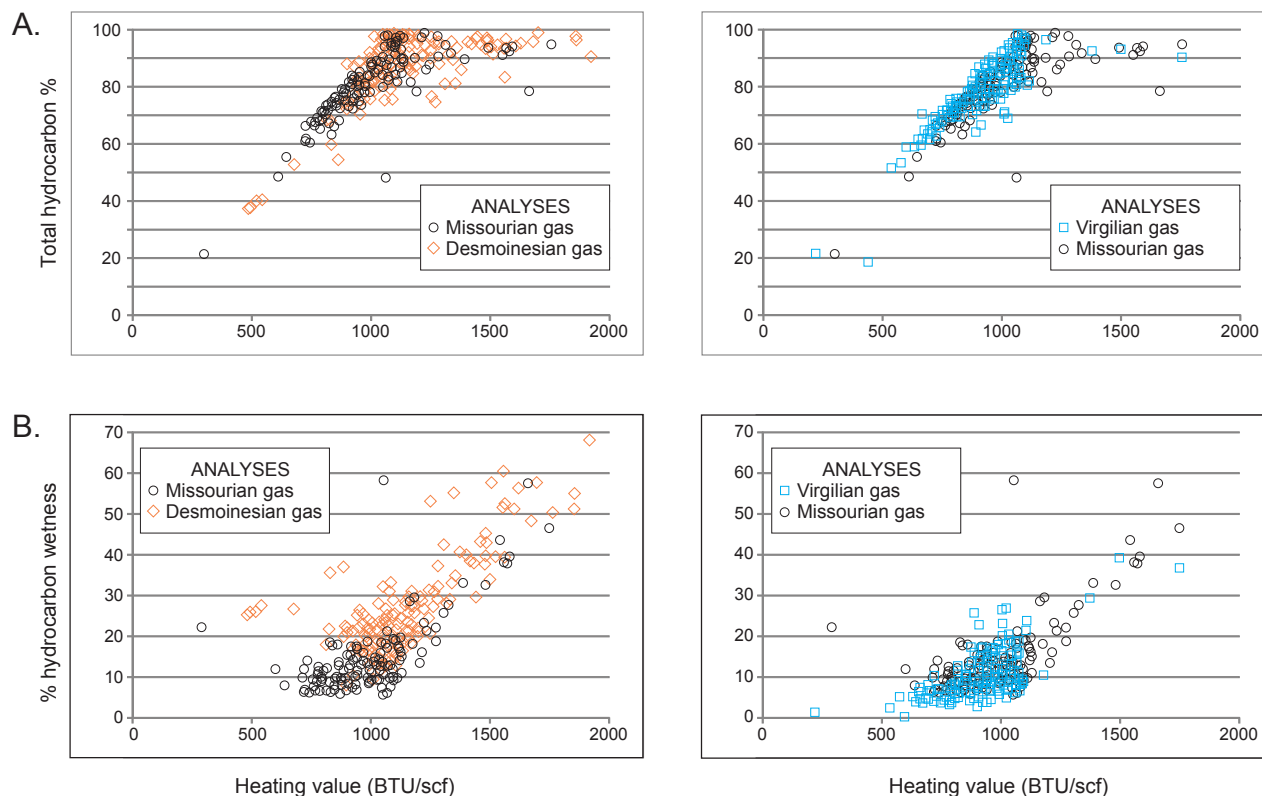 A.
Total hydrocarbon %
100
80
60
40
20
0
0 500 1000 1500 2000
ANALYSES
Missourian gas
Desmoinesian gas
100
80
60
40
20
0
0 500 1000 1500 2000
ANALYSES
Virgilian gas
Missourian gas
B.
% hydrocarbon wetness
70
60
50
40
30
20
10
0
0 500 1000 1500 2000
ANALYSES
Missourian gas
Desmoinesian gas
Heating value (BTU/scf)
70
60
50
40
30
20
10
0
0 500 1000 1500 2000
ANALYSES
Virgilian gas
Missourian gas
Heating value (BTU/scf)